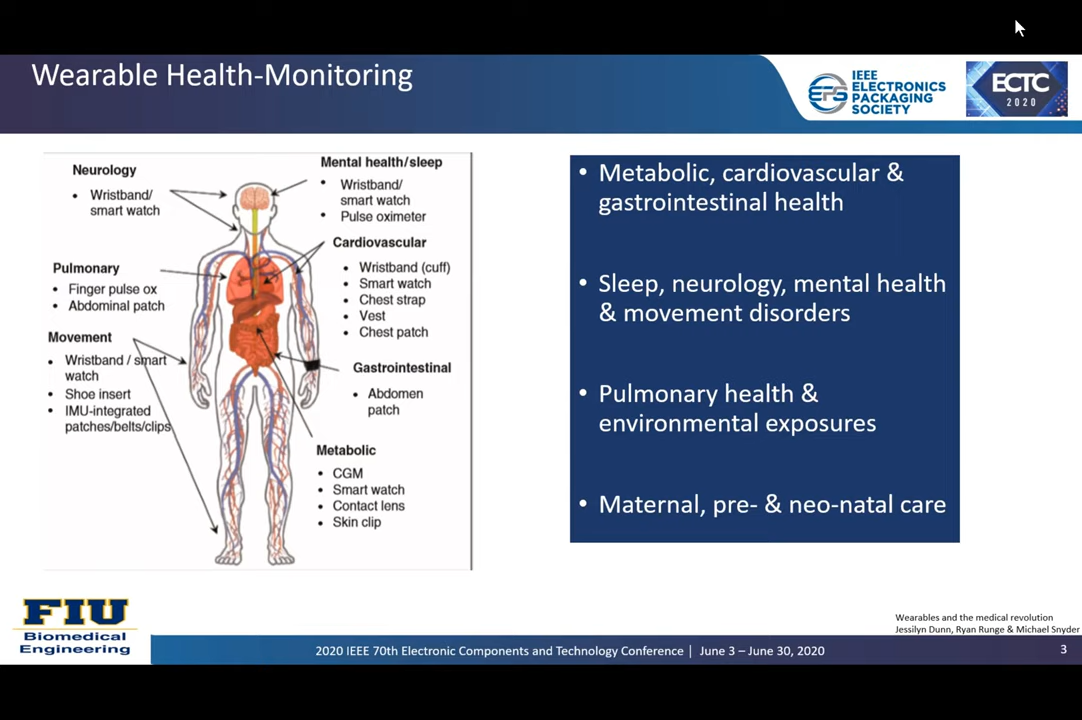 Wearable Health-Monitoring
IEEE
ELECTRONICS
PACKAGING
SOCIETY
EPS
ECTC
2020
Neurology
• Wristband/
smart watch
Pulmonary
• Finger pulse ox
• Abdominal patch
Movement
• Wristband / smart
watch
• Shoe insert
• IMU-integrated
patches/belts/clips
Mental health/sleep
• Wristband/
smart watch
• Pulse oximeter
Cardiovascular
• Wristband (cuff)
• Smart watch
• Chest strap
• Vest
• Chest patch
Gastrointestinal
• Abdomen
patch
Metabolic
• CGM
• Smart watch
• Contact lens
• Skin clip
• Metabolic, cardiovascular &
gastrointestinal health
• Sleep, neurology, mental health
& movement disorders
• Pulmonary health &
environmental exposures
• Maternal, pre- & neo-natal care
Wearables and the medical revolution
Jessilyn Dunn, Ryan Runge & Michael Snyder
FIU
Biomedical
Engineering
2020 IEEE 70th Electronic Components and Technology Conference | June 3 – June 30, 2020
3